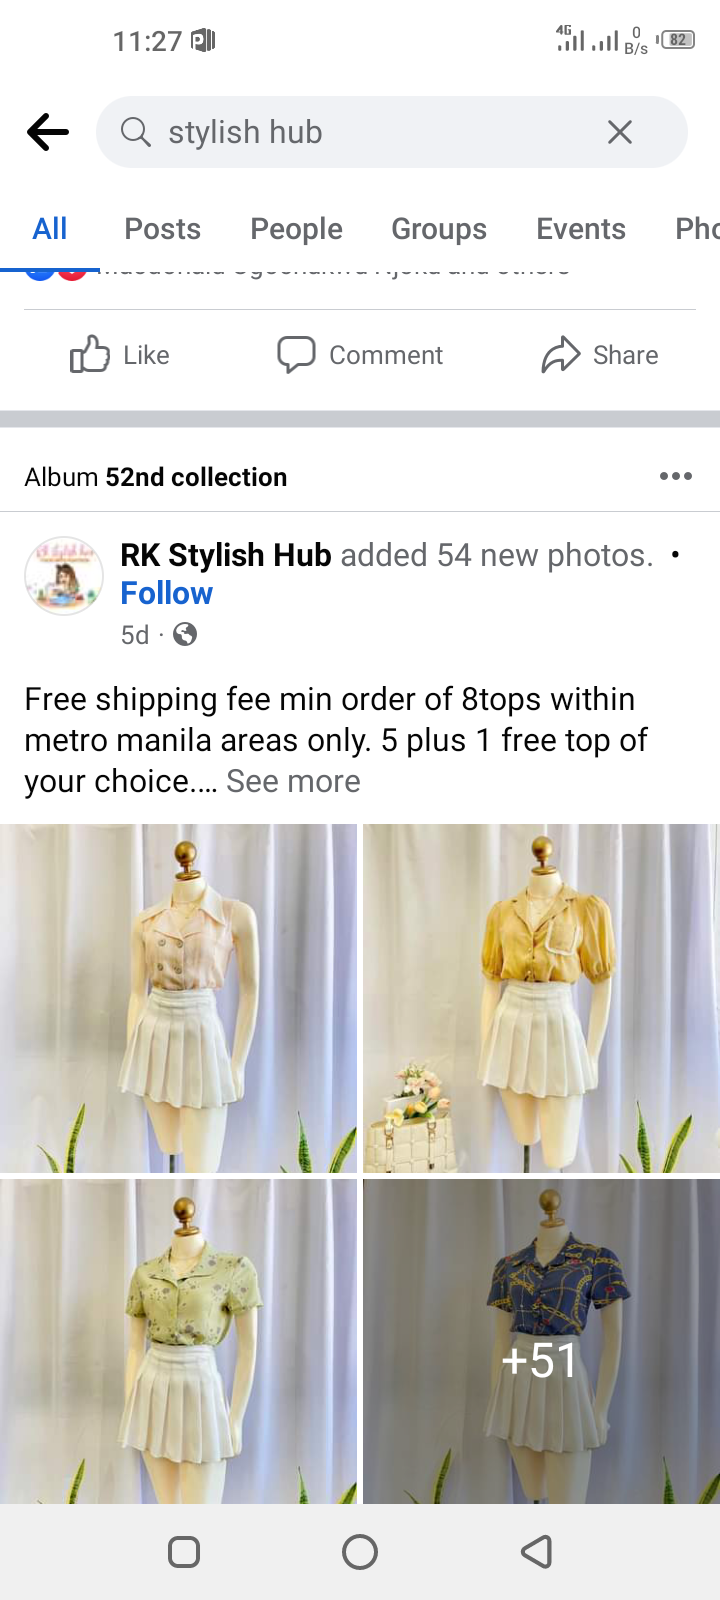 11:27
4G
0
B/s
82
stylish hub
All Posts People Groups Events Pho
and others
Like Comment Share
Album 52nd collection
RK Stylish Hub added 54 new photos. •
Follow
5d ·
Free shipping fee min order of 8tops within
metro manila areas only. 5 plus 1 free top of
your choice.... See more
+51